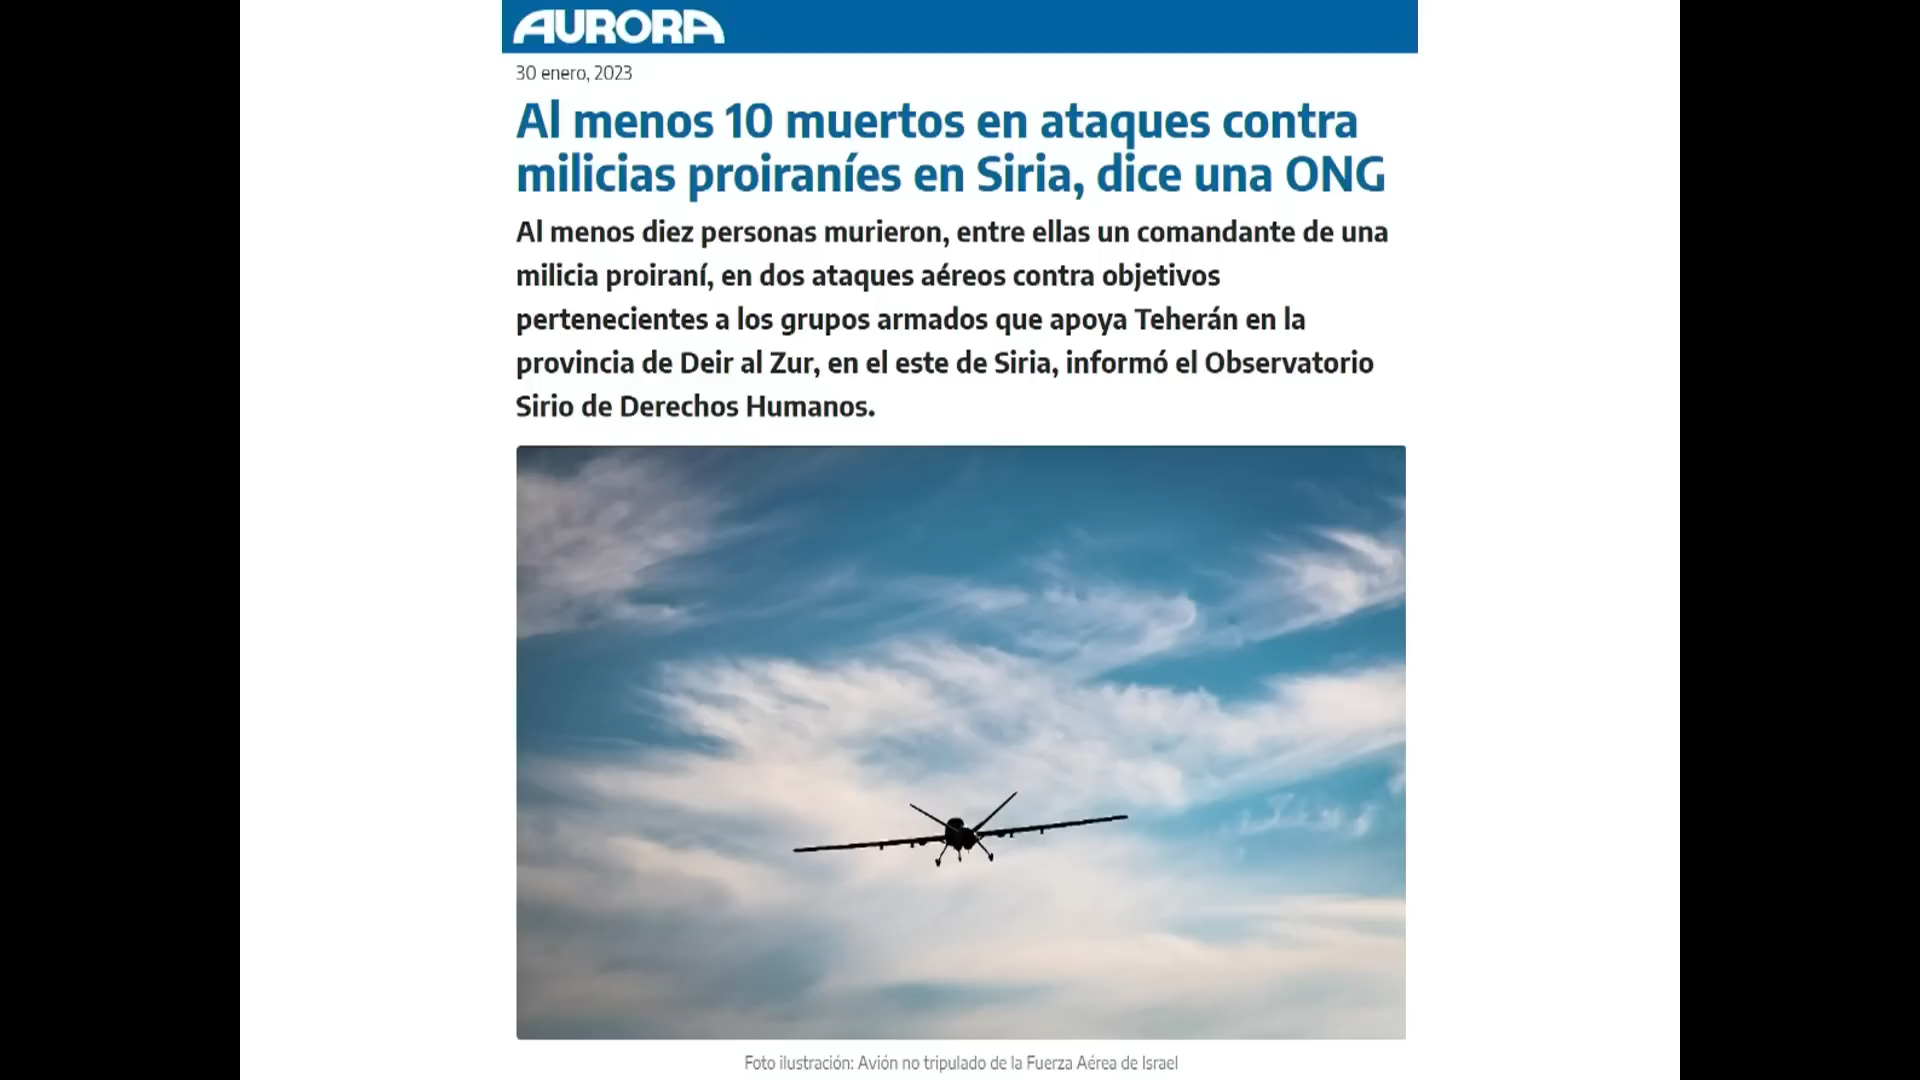 AURORA
30 enero, 2023
Al menos 10 muertos en ataques contra
milicias proiraníes en Siria, dice una ONG
Al menos diez personas murieron, entre ellas un comandante de una
milicia proiraní, en dos ataques aéreos contra objetivos
pertenecientes a los grupos armados que apoya Teherán en la
provincia de Deir al Zur, en el este de Siria, informó el Observatorio
Sirio de Derechos Humanos.
Foto ilustración: Avión no tripulado de la Fuerza Aérea de Israel